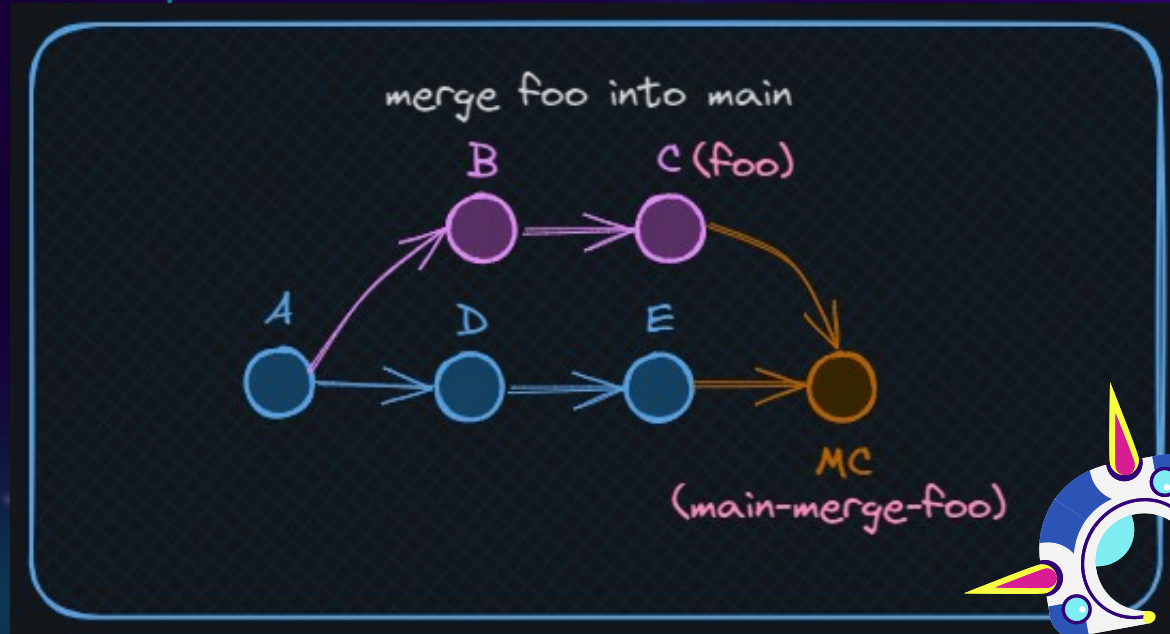 merge foo into main
B
C (foo)
A
D
E
MC
(main-merge-foo)